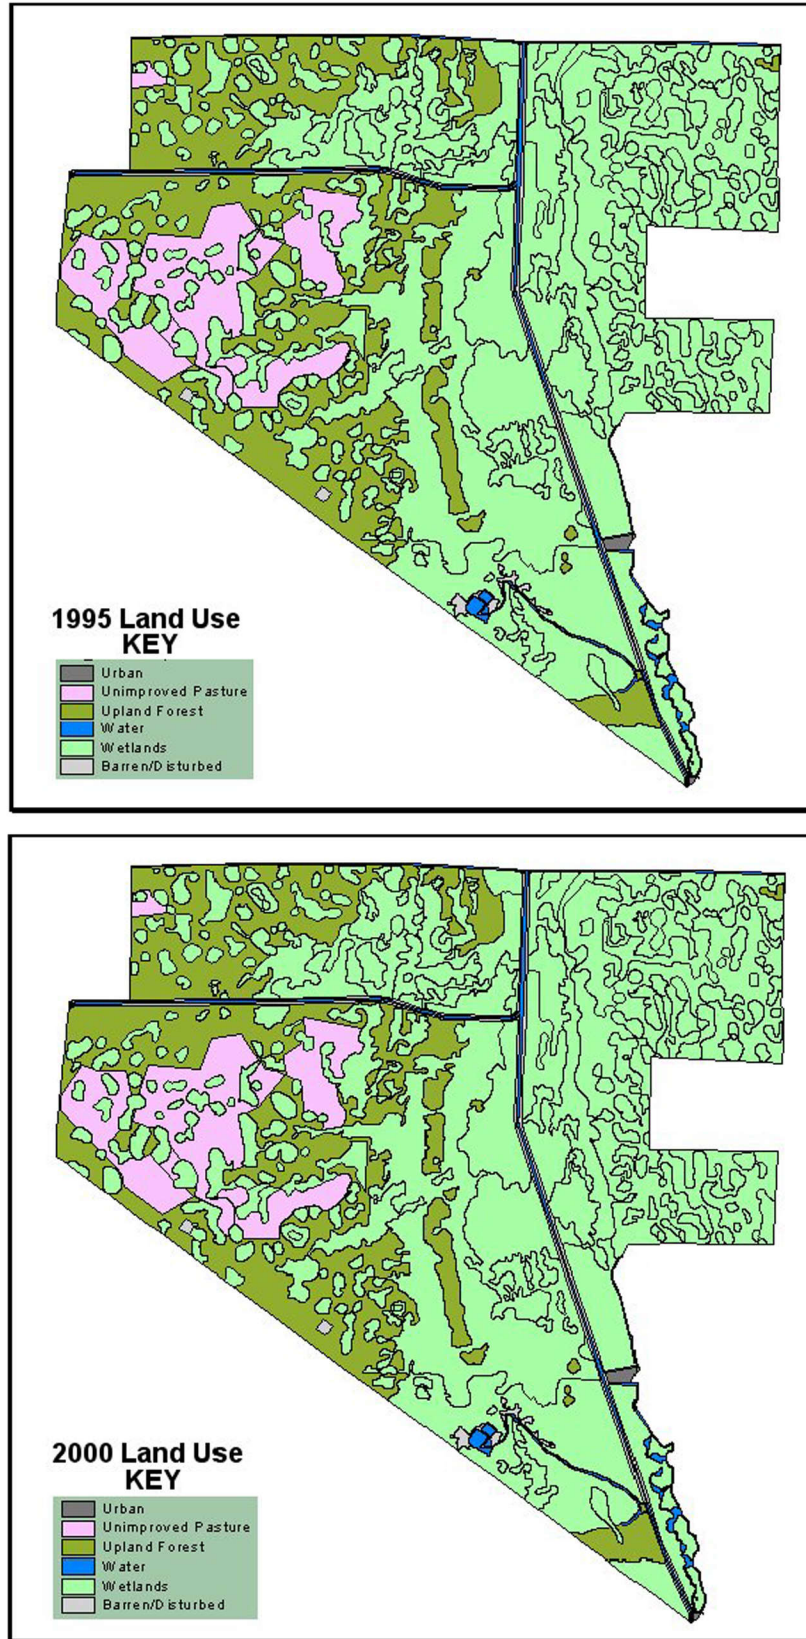 1995 Land Use
KEY
Urban
Unimproved Pasture
Upland Forest
Water
Wetlands
Barren/Disturbed
2000 Land Use
KEY
Urban
Unimproved Pasture
Upland Forest
Water
Wetlands
Barren/Disturbed